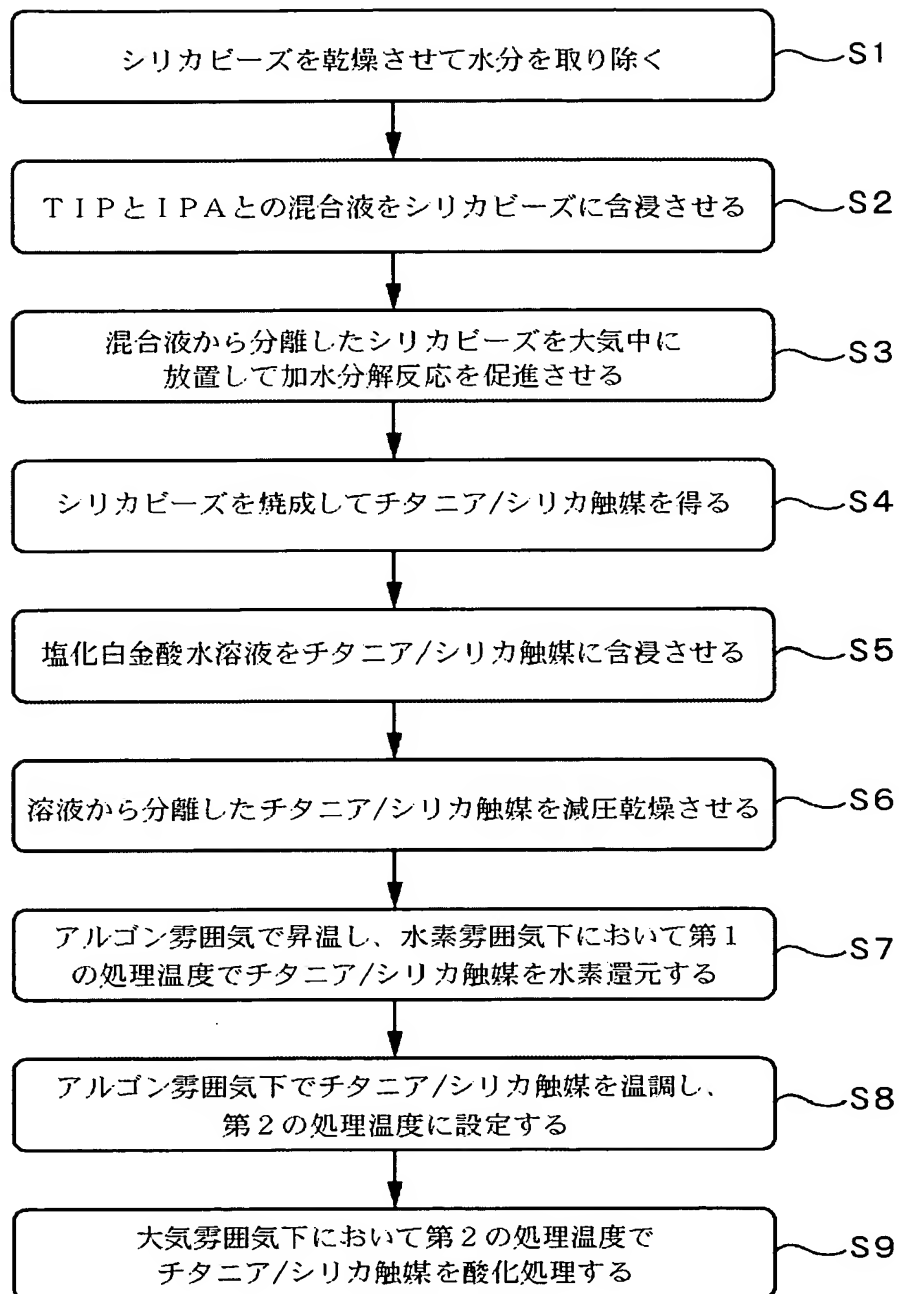 シリカビーズを乾燥させて水分を取り除く
S1
TIPとIPAとの混合液をシリカビーズに含浸させる
S2
混合液から分離したシリカビーズを大気中に
放置して加水分解反応を促進させる
S3
シリカビーズを焼成してチタニア/シリカ触媒を得る
S4
塩化白金酸水溶液をチタニア/シリカ触媒に含浸させる
S5
溶液から分離したチタニア/シリカ触媒を減圧乾燥させる
S6
アルゴン雰囲気で昇温し、水素雰囲気下において第1
の処理温度でチタニア/シリカ触媒を水素還元する
S7
アルゴン雰囲気下でチタニア/シリカ触媒を温調し、
第2の処理温度に設定する
S8
大気雰囲気下において第2の処理温度で
チタニア/シリカ触媒を酸化処理する
S9